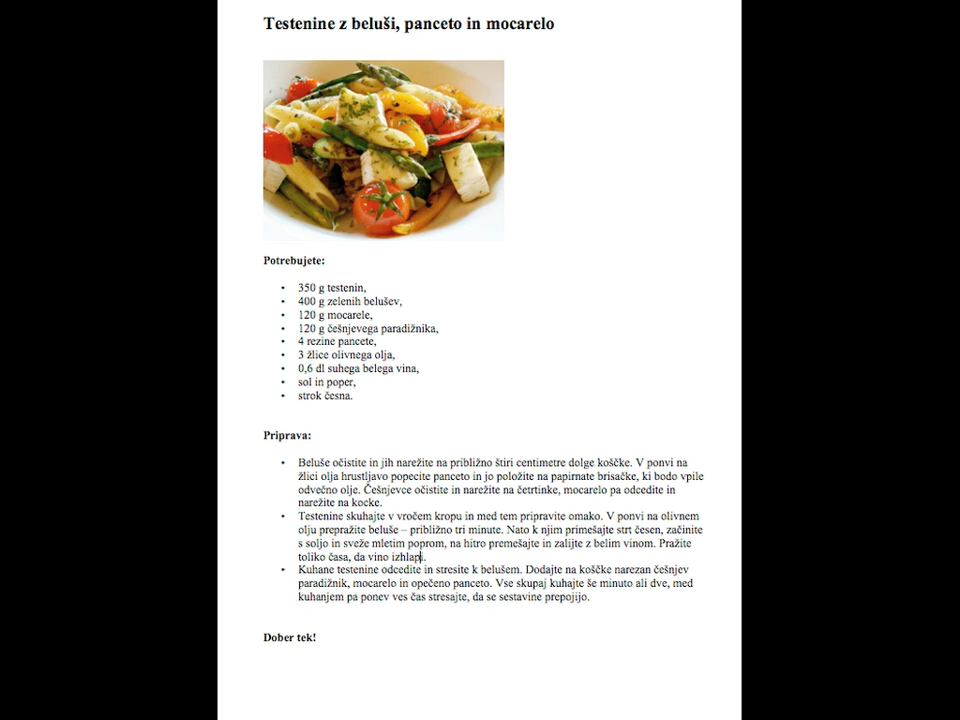 Testenine z beluši, panceto in mocarelo
Potrebujete:
• 350 g testenin,
• 400 g zelenih belušev,
• 120 g mocarele,
• 120 g češnjevega paradižnika,
• 4 rezine pancete,
• 3 žlice olivnega olja,
• 0,6 dl suhega belega vina,
• sol in poper,
• strok česna.
Priprava:
• Beluše očistite in jih narežite na približno štiri centimetre dolge koščke. V ponvi na
žlici olja hrustljavo popecite panceto in jo položite na papirnate brisačke, ki bodo vpile
odvečno olje. Češnjevce očistite in narežite na četrtinke, mocarelo pa odcedite in
narežite na kocke.
• Testenine skuhajte v vročem kropu in med tem pripravite omako. V ponvi na olivnem
olju prepražite beluše – približno tri minute. Nato k njim primešajte strt česen, začinite
s soljo in sveže mletim poprom, na hitro premešajte in zalijte z belim vinom. Pražite
toliko časa, da vino izhlapi.
• Kuhane testenine odcedite in stresite k belušem. Dodajte na koščke narezan češnjev
paradižnik, mocarelo in opečeno panceto. Vse skupaj kuhajte še minuto ali dve, med
kuhanjem pa ponev ves čas stresajte, da se sestavine prepojijo.
Dober tek!